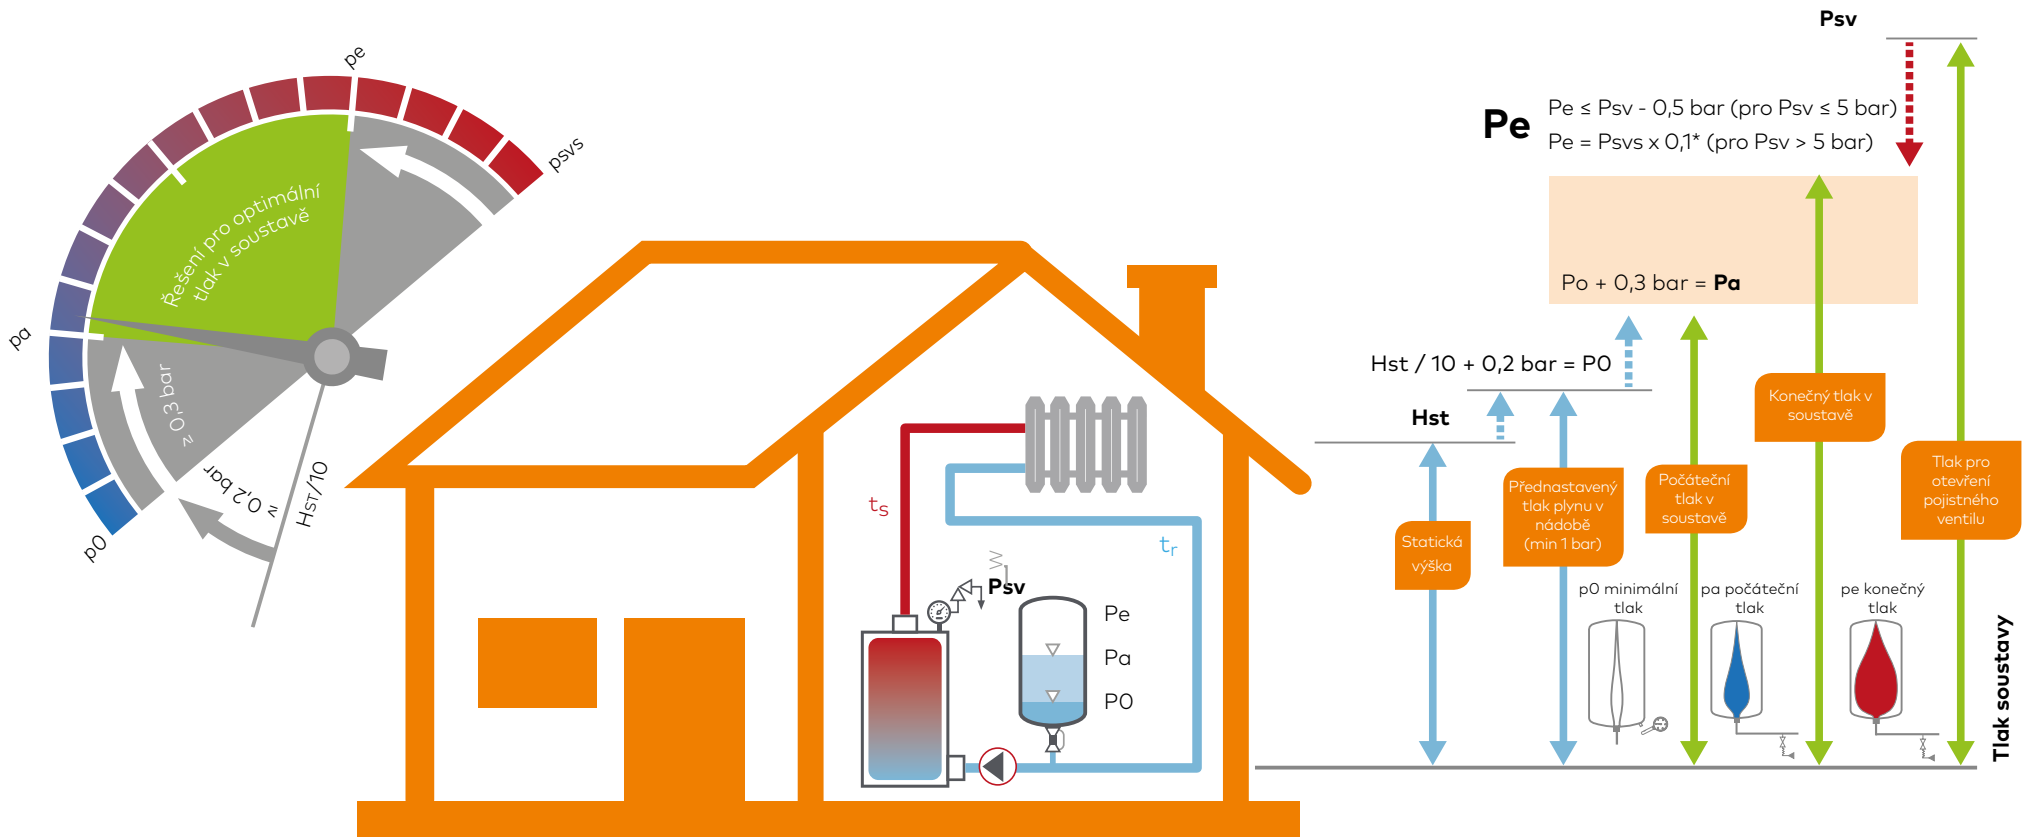 pe
psvs
Řešení pro optimální
tlak v soustavě
pa
≥ 0,3 bar
≥ 0,2 bar
HST/10
p0
ts
tr
Psv
Pe
Pa
P0
Psv
Pe
Pe ≤ Psv - 0,5 bar (pro Psv ≤ 5 bar)
Pe = Psvs x 0,1* (pro Psv > 5 bar)
Po + 0,3 bar = Pa
Hst / 10 + 0,2 bar = P0
Hst
Statická
výška
Přednastavený
tlak plynu v
nádobě
(min 1 bar)
Počáteční
tlak v
soustavě
Konečný tlak v
soustavě
Tlak pro
otevření
pojistného
ventilu
p0 minimální
tlak
pa počáteční
tlak
pe konečný
tlak
Tlak soustavy